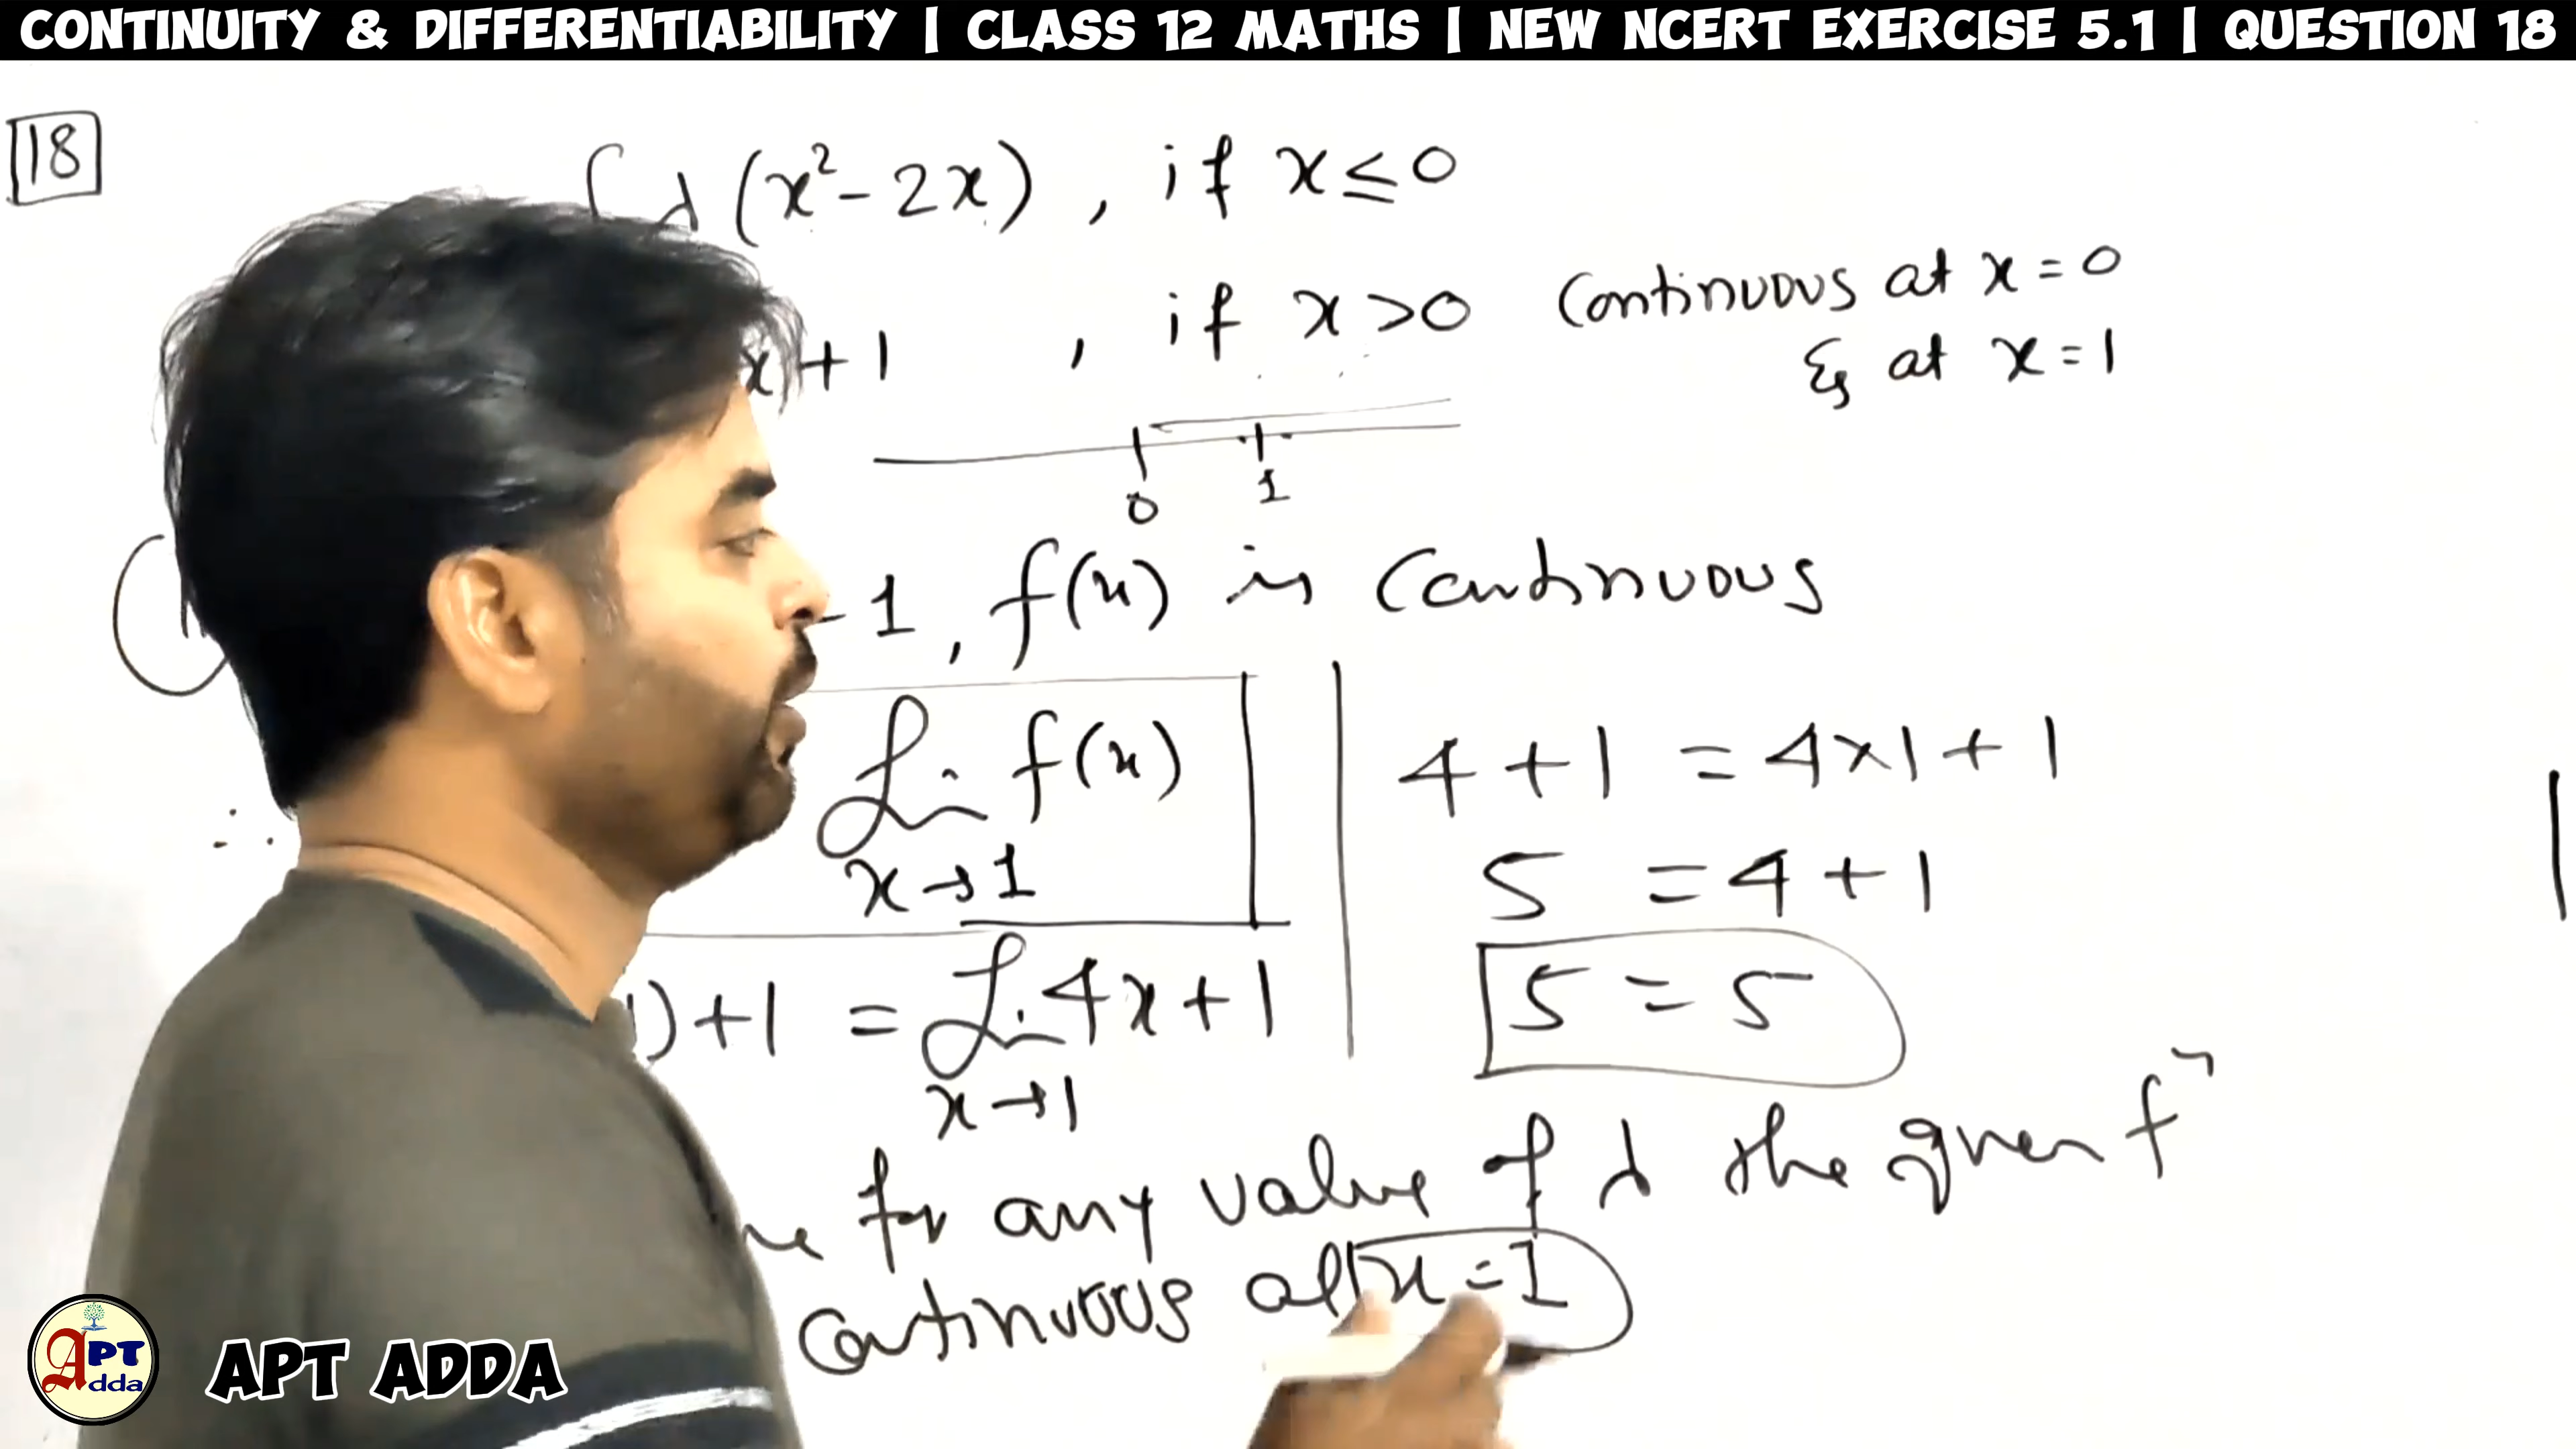 CONTINUITY & DIFFERENTIABILITY | CLASS 12 MATHS | NEW NCERT EXERCISE 5.1 | QUESTION 18
18
λ (x² - 2x) , if x ≤ 0
x + 1 , if x > 0
Continuous at x = 0
& at x = 1
0 1
1, f(x) is continuous
Lim f(x)
x→1
1) + 1 = Lim 4x + 1
x→1
4 + 1 = 4×1 + 1
5 = 4 + 1
5 = 5
for any value of λ the given fⁿ
continuous at x = 1
APT Adda
APT ADDA